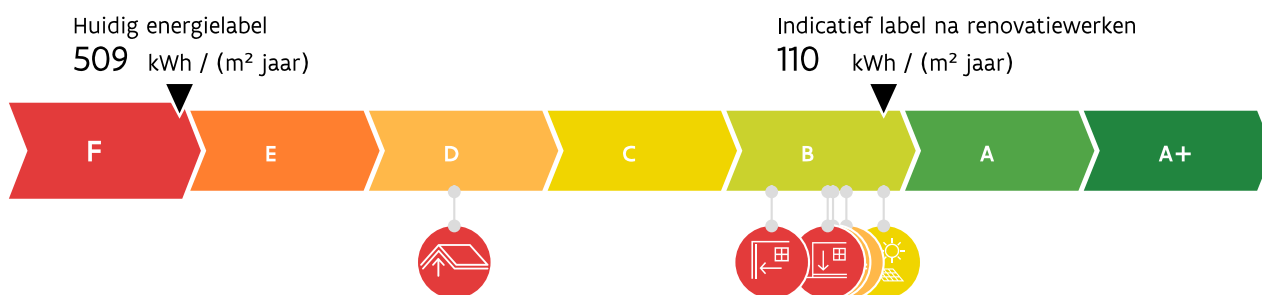 Huidig energielabel
509 kWh / (m² jaar)
Indicatief label na renovatiewerken
110 kWh / (m² jaar)
F E D C B A A+